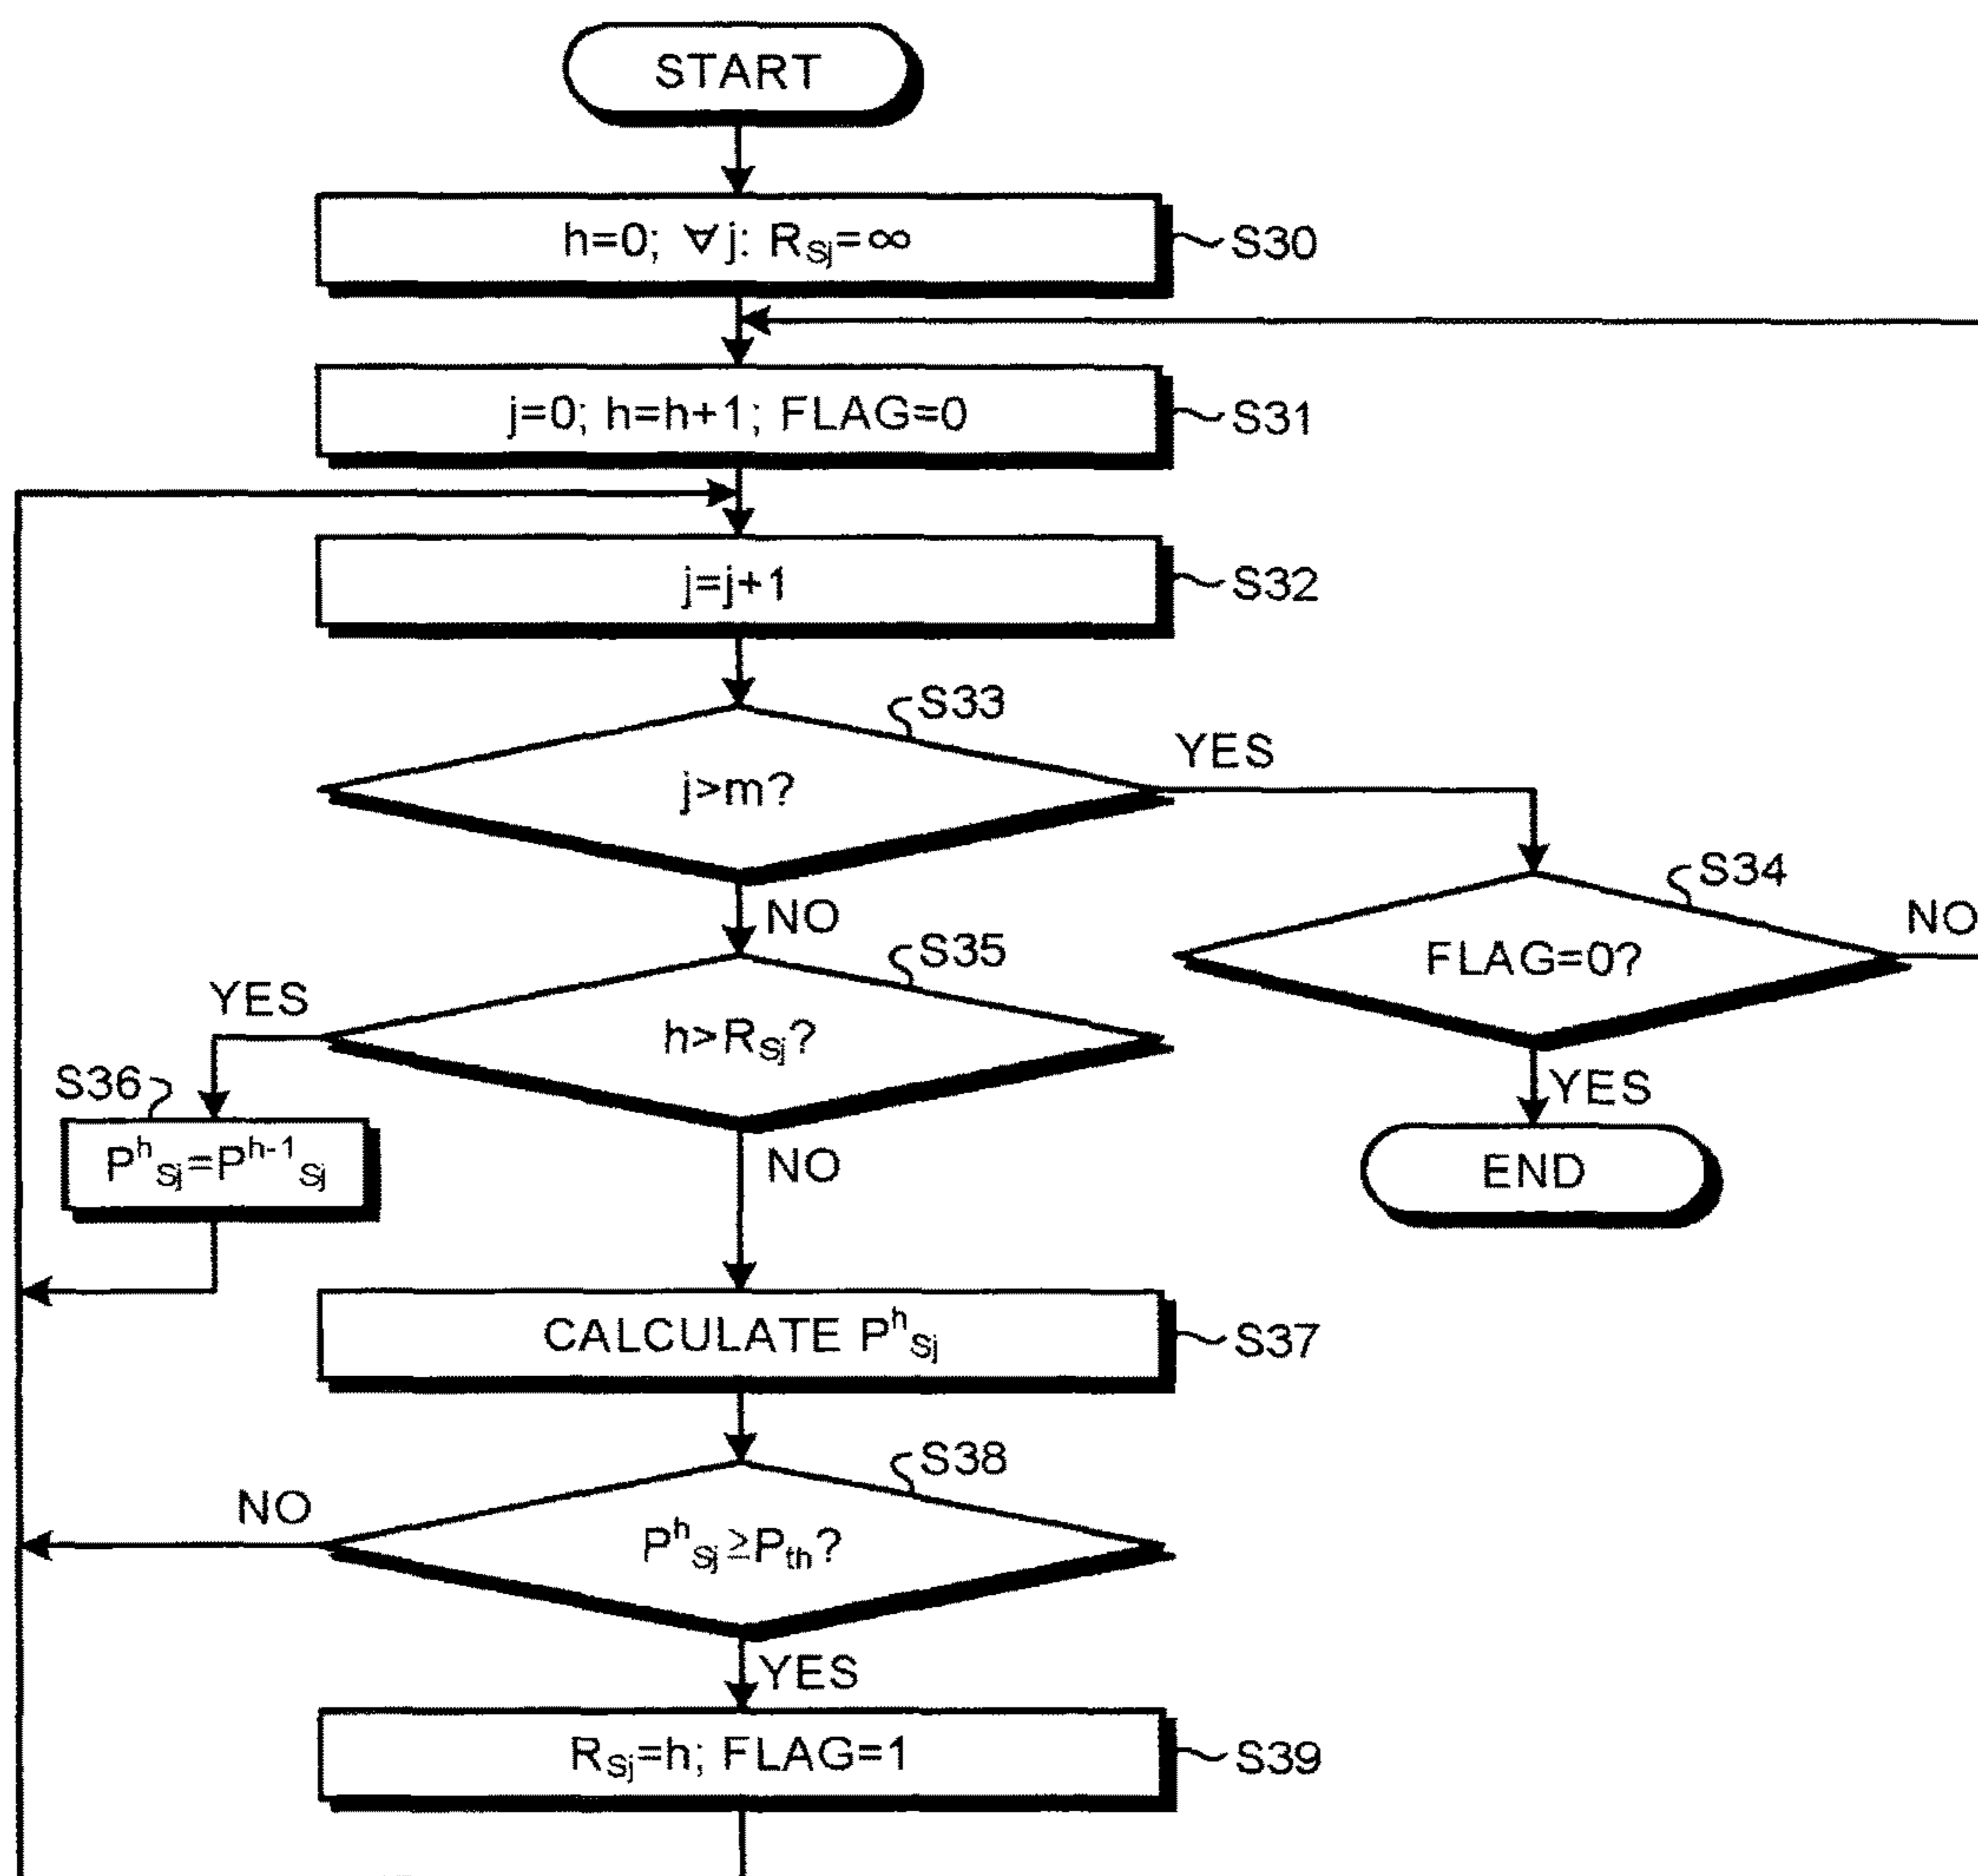 START
h=0; ∀j: R_Sj=∞
S30
j=0; h=h+1; FLAG=0
S31
j=j+1
S32
S33
j>m?
YES
NO
S34
FLAG=0?
NO
YES
END
S35
h>R_Sj?
YES
NO
S36
P^h_Sj=P^h-1_Sj
CALCULATE P^h_Sj
S37
S38
P^h_Sj≥P_th?
NO
YES
R_Sj=h; FLAG=1
S39